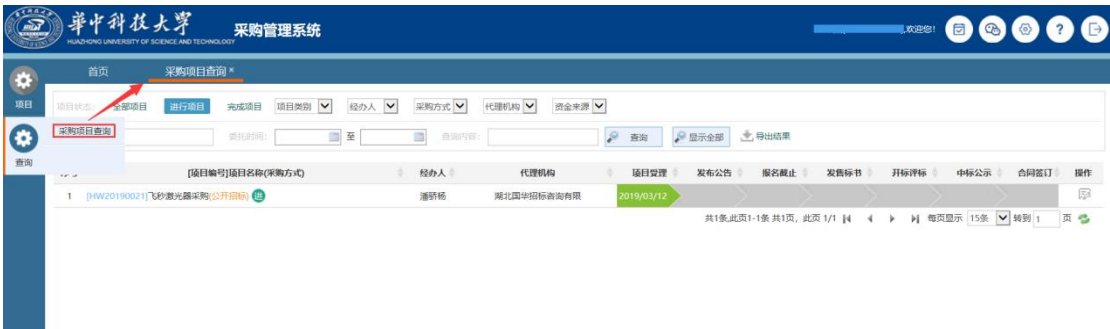 華中科技大学 采购管理系统
HUAZHONG UNIVERSITY OF SCIENCE AND TECHNOLOGY
,欢迎您!
首页 采购项目查询 ×
项目
项目状态: 全部项目 进行项目 完成项目 项目类别 经办人 采购方式 代理机构 资金来源
采购项目查询 委托时间: 至 查询内容: 查询 显示全部 导出结果
查询
[项目编号]项目名称(采购方式) 经办人 代理机构 项目受理 发布公告 报名截止 发售标书 开标评标 中标公示 合同签订 操作
1 [HW20190021]飞秒激光器采购(公开招标) 进 潘骄杨 湖北国华招标咨询有限 2019/03/12
共1条,此页1-1条 共1页, 此页 1/1 每页显示 15条 转到 1 页